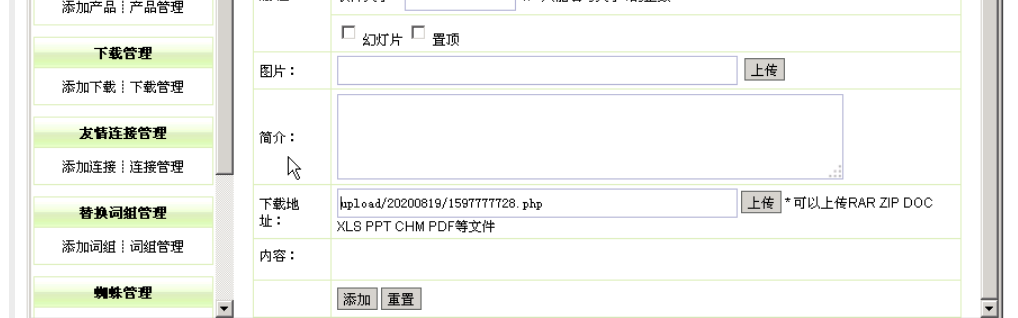 添加产品┊产品管理
下载管理
添加下载┊下载管理
友情连接管理
添加连接┊连接管理
替换词组管理
添加词组┊词组管理
蜘蛛管理
幻灯片 置顶
图片：
上传
简介：
下载地址：
upload/20200819/1597777728.php
上传 *可以上传RAR ZIP DOC
XLS PPT CHM PDF等文件
内容：
添加 重置